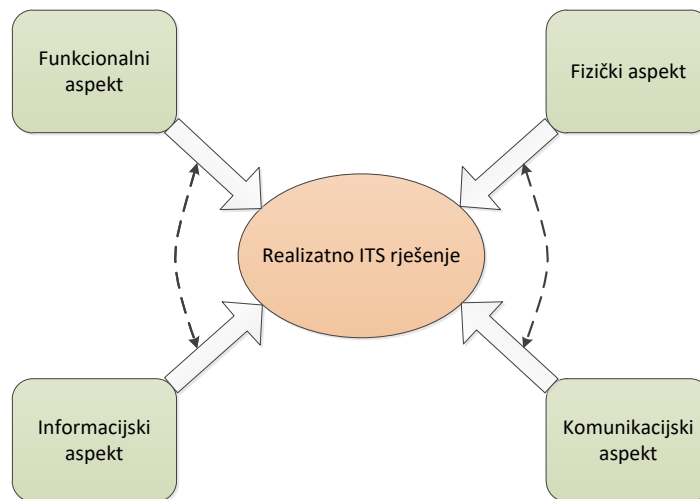 Funkcionalni
aspekt
Fizički aspekt
Realizatno ITS rješenje
Informacijski
aspekt
Komunikacijski
aspekt